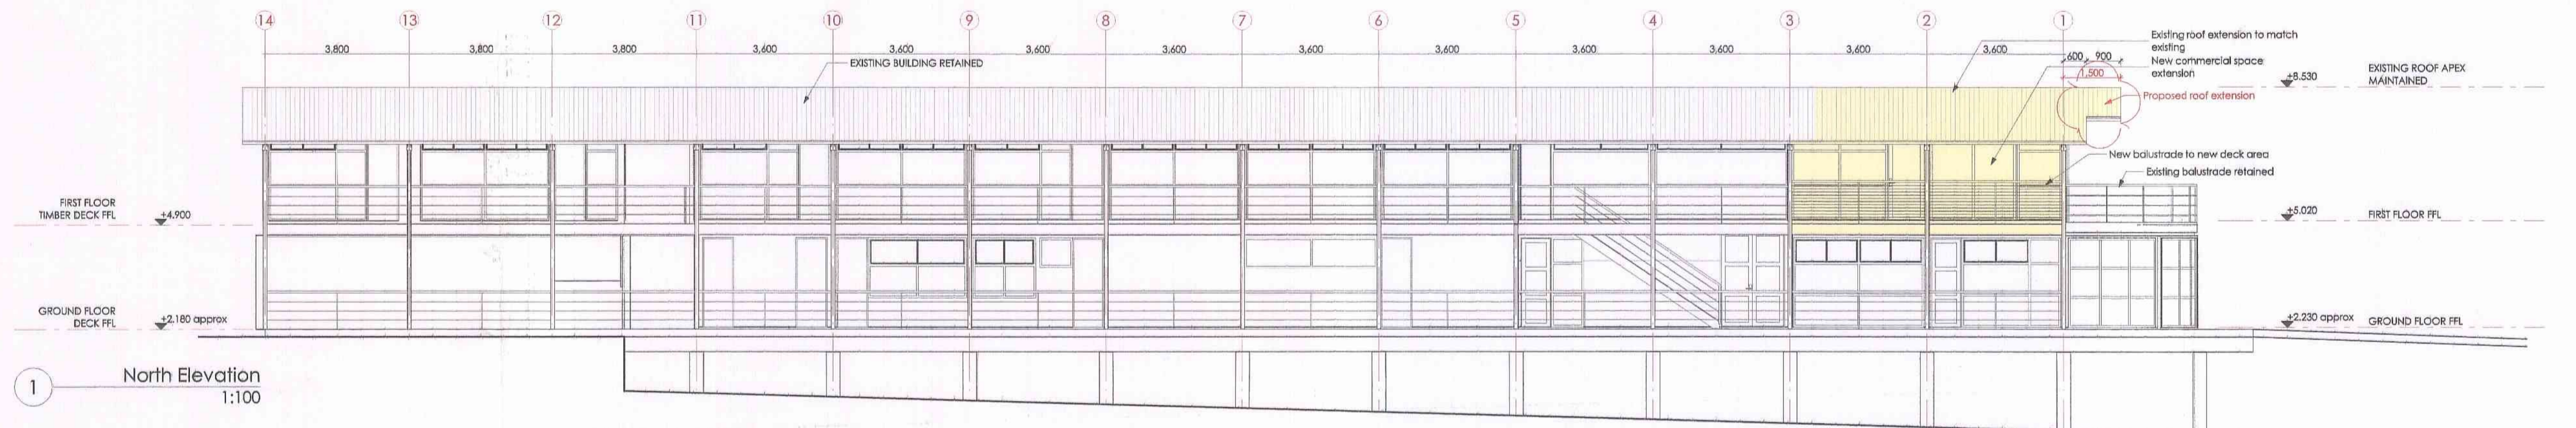 14 13 12 11 10 9 8 7 6 5 4 3 2 1
3,800 3,800 3,800 3,600 3,600 3,600 3,600 3,600 3,600 3,600 3,600 3,600 3,600
600 900
1,500
Existing roof extension to match
existing
New commercial space
extension
EXISTING BUILDING RETAINED
+8.530
EXISTING ROOF APEX
MAINTAINED
Proposed roof extension
New balustrade to new deck area
Existing balustrade retained
FIRST FLOOR
TIMBER DECK FFL
+4.900
+5.020
FIRST FLOOR FFL
GROUND FLOOR
DECK FFL
+2.180 approx
+2.230 approx
GROUND FLOOR FFL
1
North Elevation
1:100